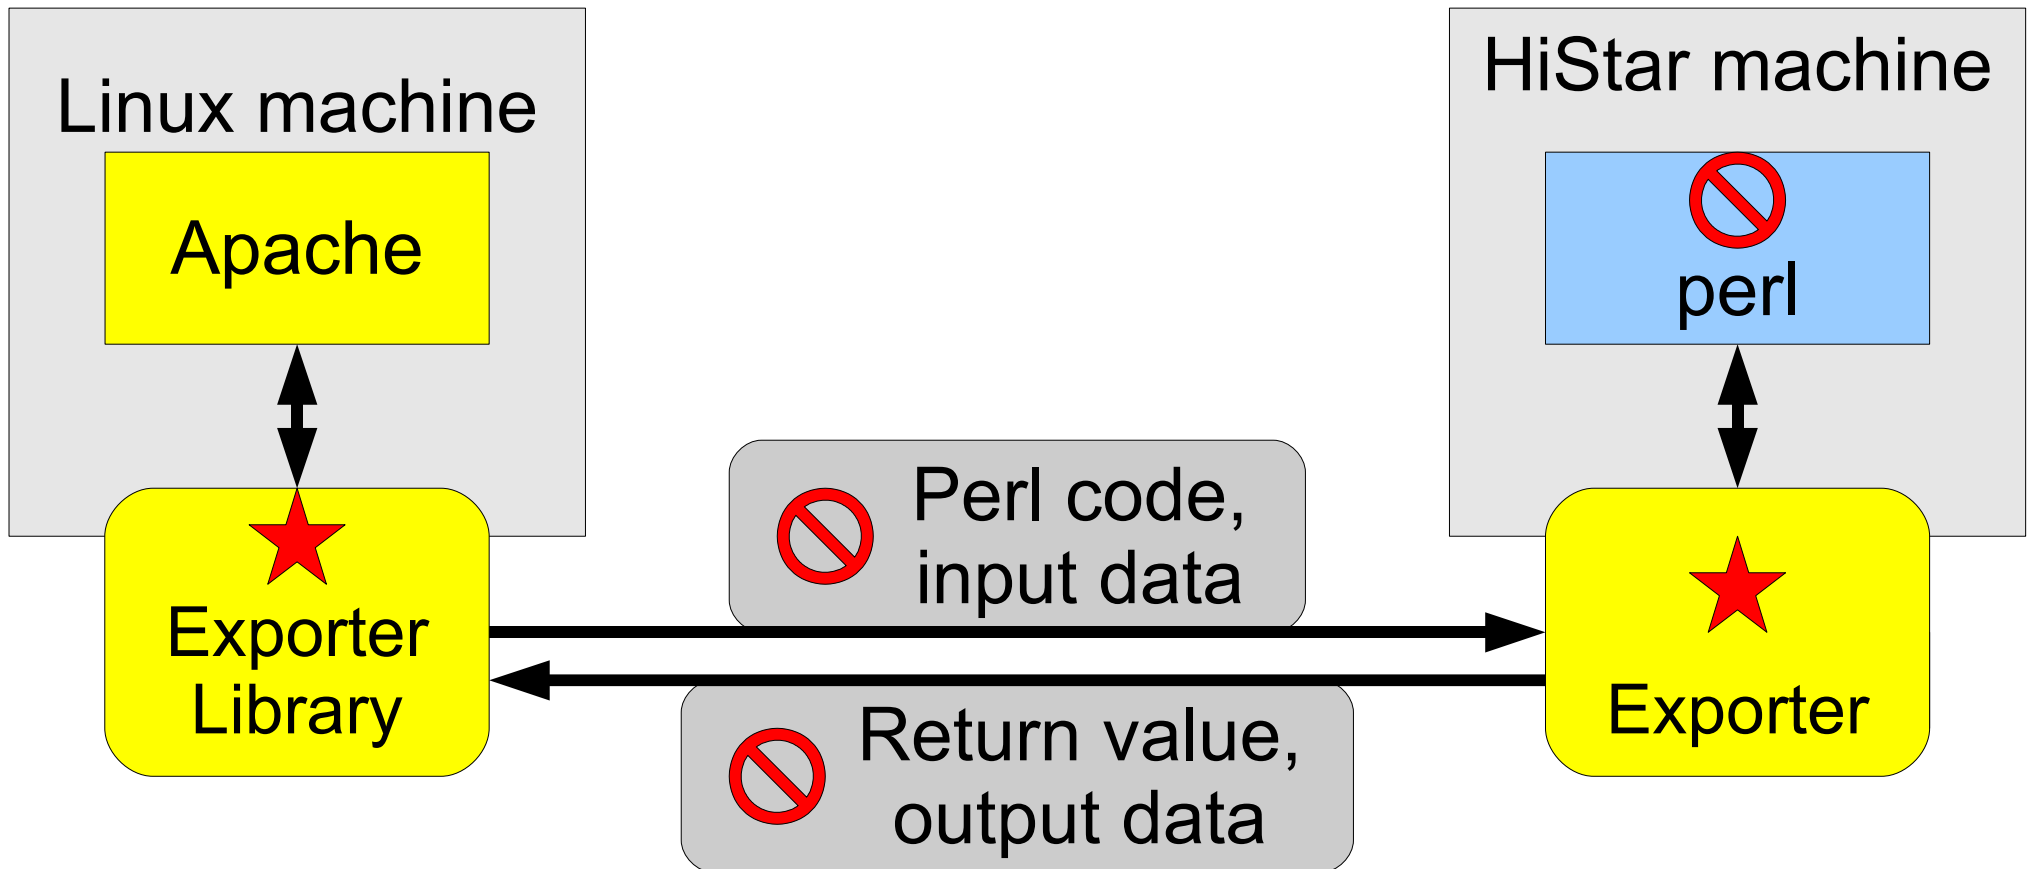 Linux machine
Apache
Exporter
Library
Perl code,
input data
Return value,
output data
HiStar machine
perl
Exporter